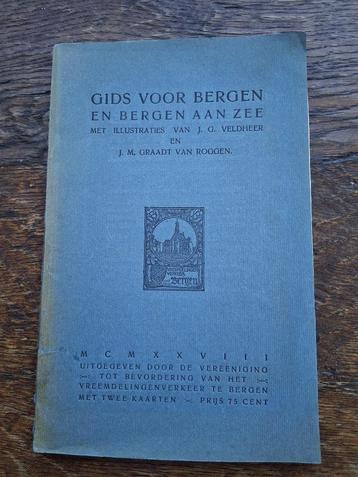 GIDS VOOR BERGEN
EN BERGEN AAN ZEE
MET ILLUSTRATIES VAN J. G. VELDHEER
EN
J. M. GRAADT VAN ROGGEN.
Bergen
MCMXXVIII
UITGEGEVEN DOOR DE VEREENIGING
TOT BEVORDERING VAN HET
VREEMDELINGENVERKEER TE BERGEN
MET TWEE KAARTEN – PRIJS 75 CENT